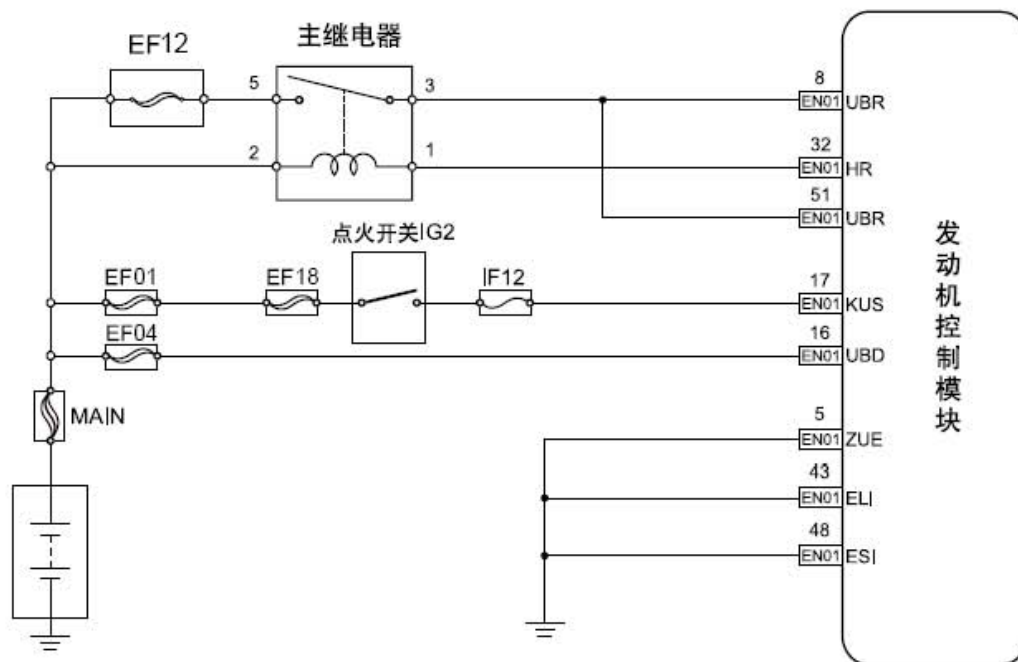 EF12
主继电器
5
3
2
1
8
EN01 UBR
32
EN01 HR
51
EN01 UBR
点火开关IG2
EF01
EF18
IF12
17
EN01 KUS
EF04
16
EN01 UBD
MAIN
5
EN01 ZUE
43
EN01 ELI
48
EN01 ESI
发动机控制模块